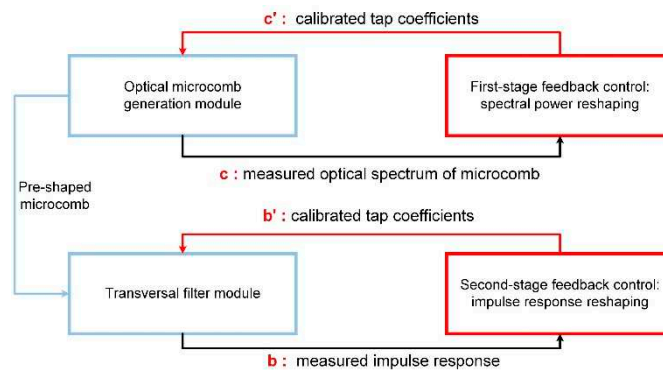 c' : calibrated tap coefficients
Optical microcomb
generation module
First-stage feedback control:
spectral power reshaping
c : measured optical spectrum of microcomb
Pre-shaped
microcomb
b' : calibrated tap coefficients
Transversal filter module
Second-stage feedback control:
impulse response reshaping
b : measured impulse response